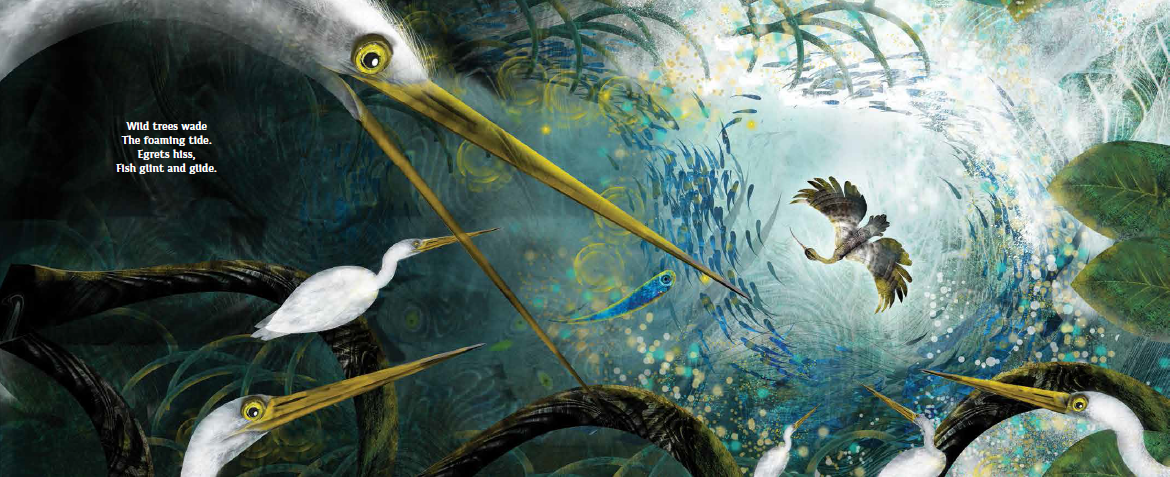 Wild trees wade
The foaming tide.
Egrets hiss,
Fish glint and glide.